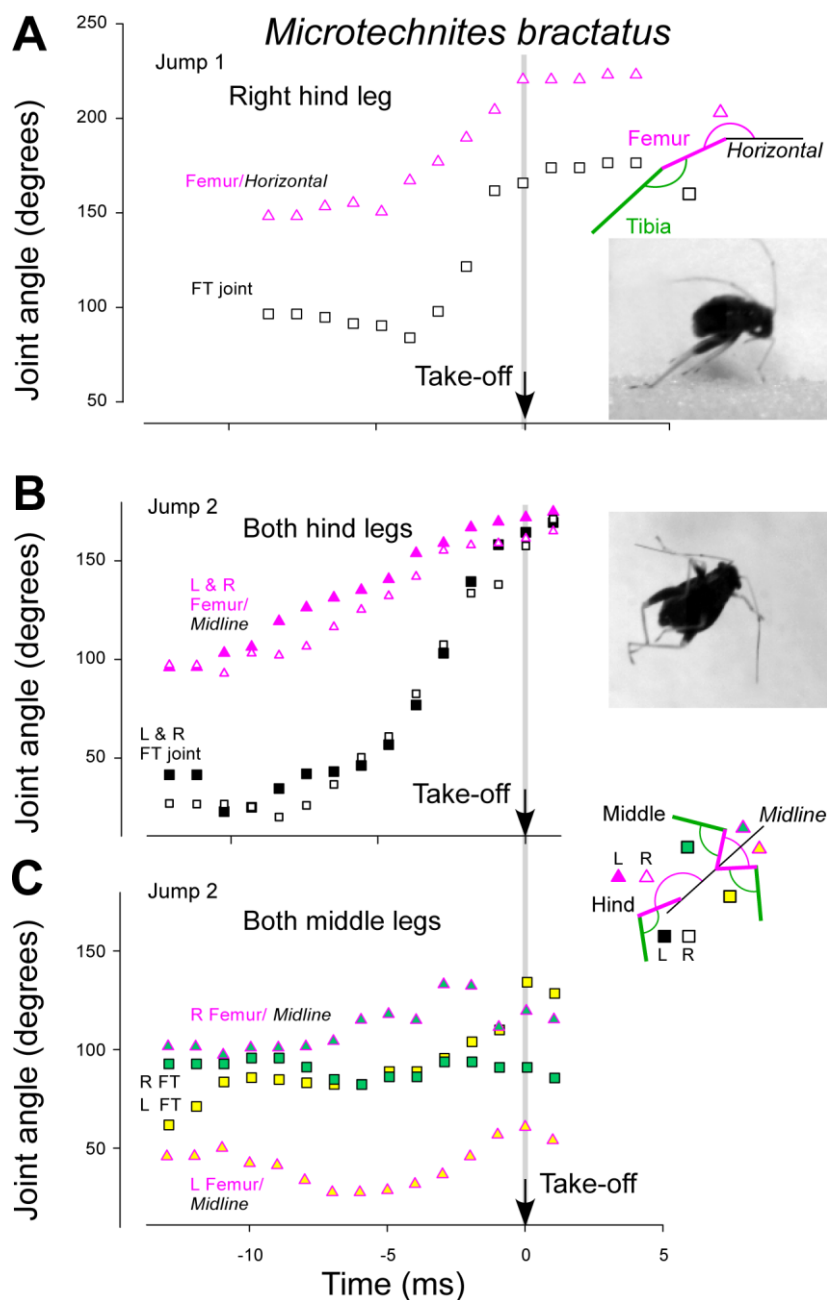 A
Microtechnites bractatus
250
200
150
100
50
Joint angle (degrees)
Jump 1
Right hind leg
Femur/Horizontal
FT joint
Take-off
Femur
Horizontal
Tibia
B
150
100
50
Joint angle (degrees)
Jump 2
Both hind legs
L & R
Femur/
Midline
L & R
FT joint
Take-off
C
150
100
50
Joint angle (degrees)
Jump 2
Both middle legs
R Femur/ Midline
R FT
L FT
L Femur/
Midline
Take-off
Middle
Midline
L R
Hind
L R
-10 -5 0 5
Time (ms)